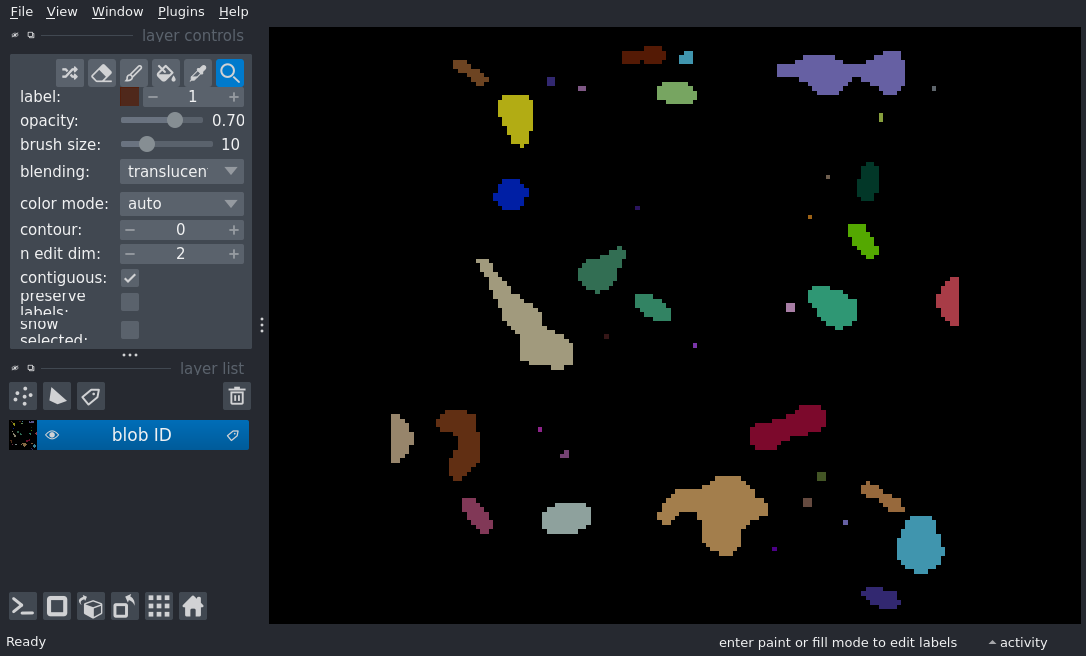 File View Window Plugins Help
layer controls
label: 1
opacity: 0.70
brush size: 10
blending: translucen
color mode: auto
contour: 0
n edit dim: 2
contiguous:
preserve
labels:
show
selected:
layer list
blob ID
Ready enter paint or fill mode to edit labels activity